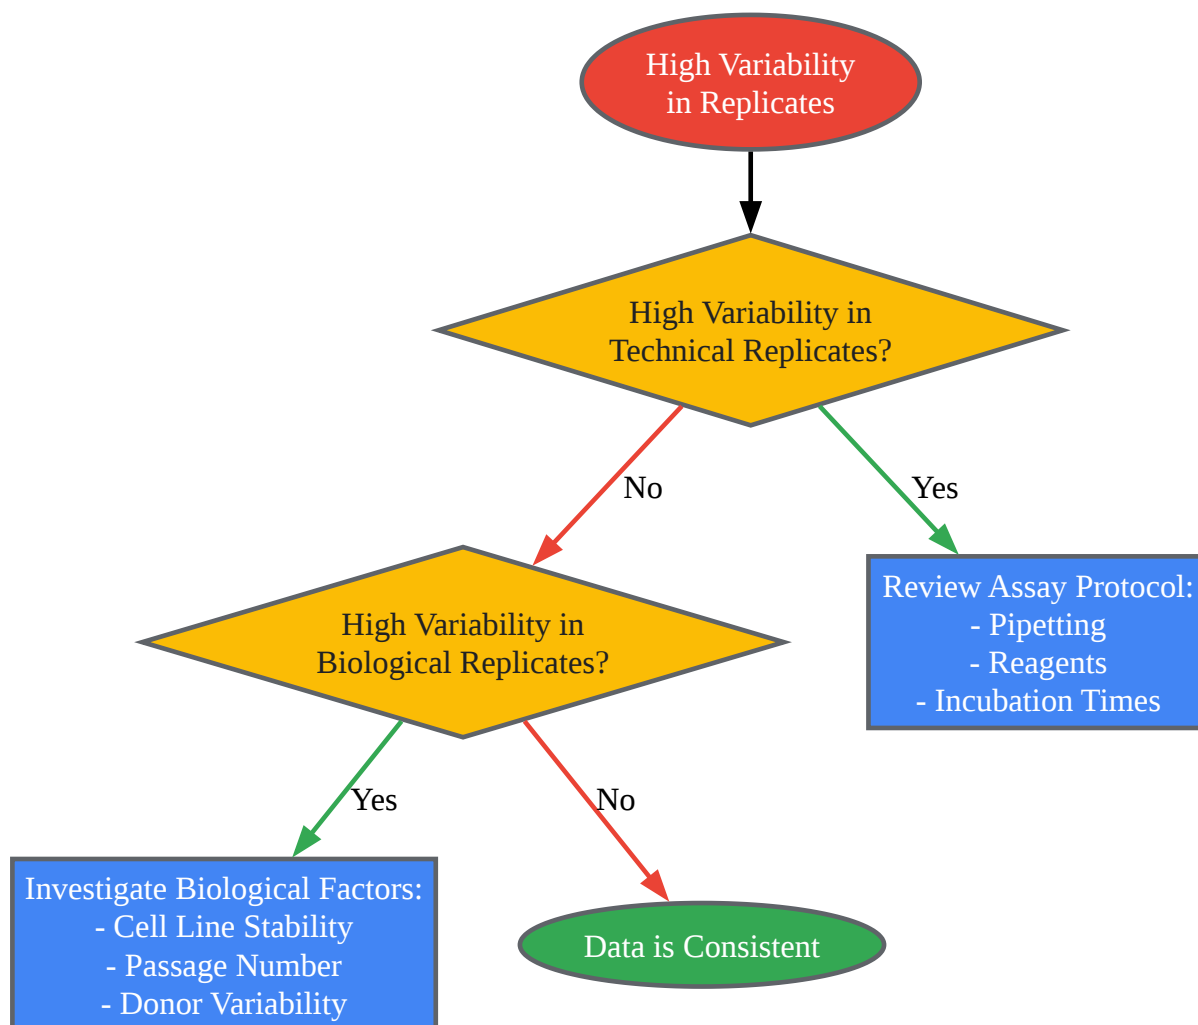 High Variability
in Replicates
High Variability in
Technical Replicates?
No
Yes
Review Assay Protocol:
- Pipetting
- Reagents
- Incubation Times
High Variability in
Biological Replicates?
Yes
No
Investigate Biological Factors:
- Cell Line Stability
- Passage Number
- Donor Variability
Data is Consistent